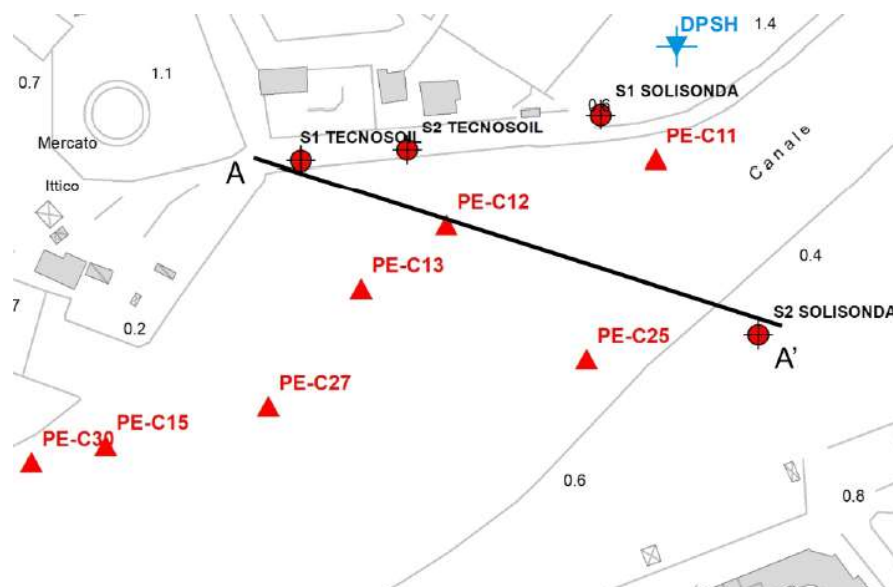 DPSH
1.4
0.7
1.1
S1 SOLISONDA
0.6
S2 TECNOSOIL
S1 TECNOSOIL
PE-C11
Canale
Mercato
A
Ittico
PE-C12
0.4
PE-C13
7
S2 SOLISONDA
0.2
PE-C25
A'
PE-C27
PE-C15
PE-C30
0.6
0.8